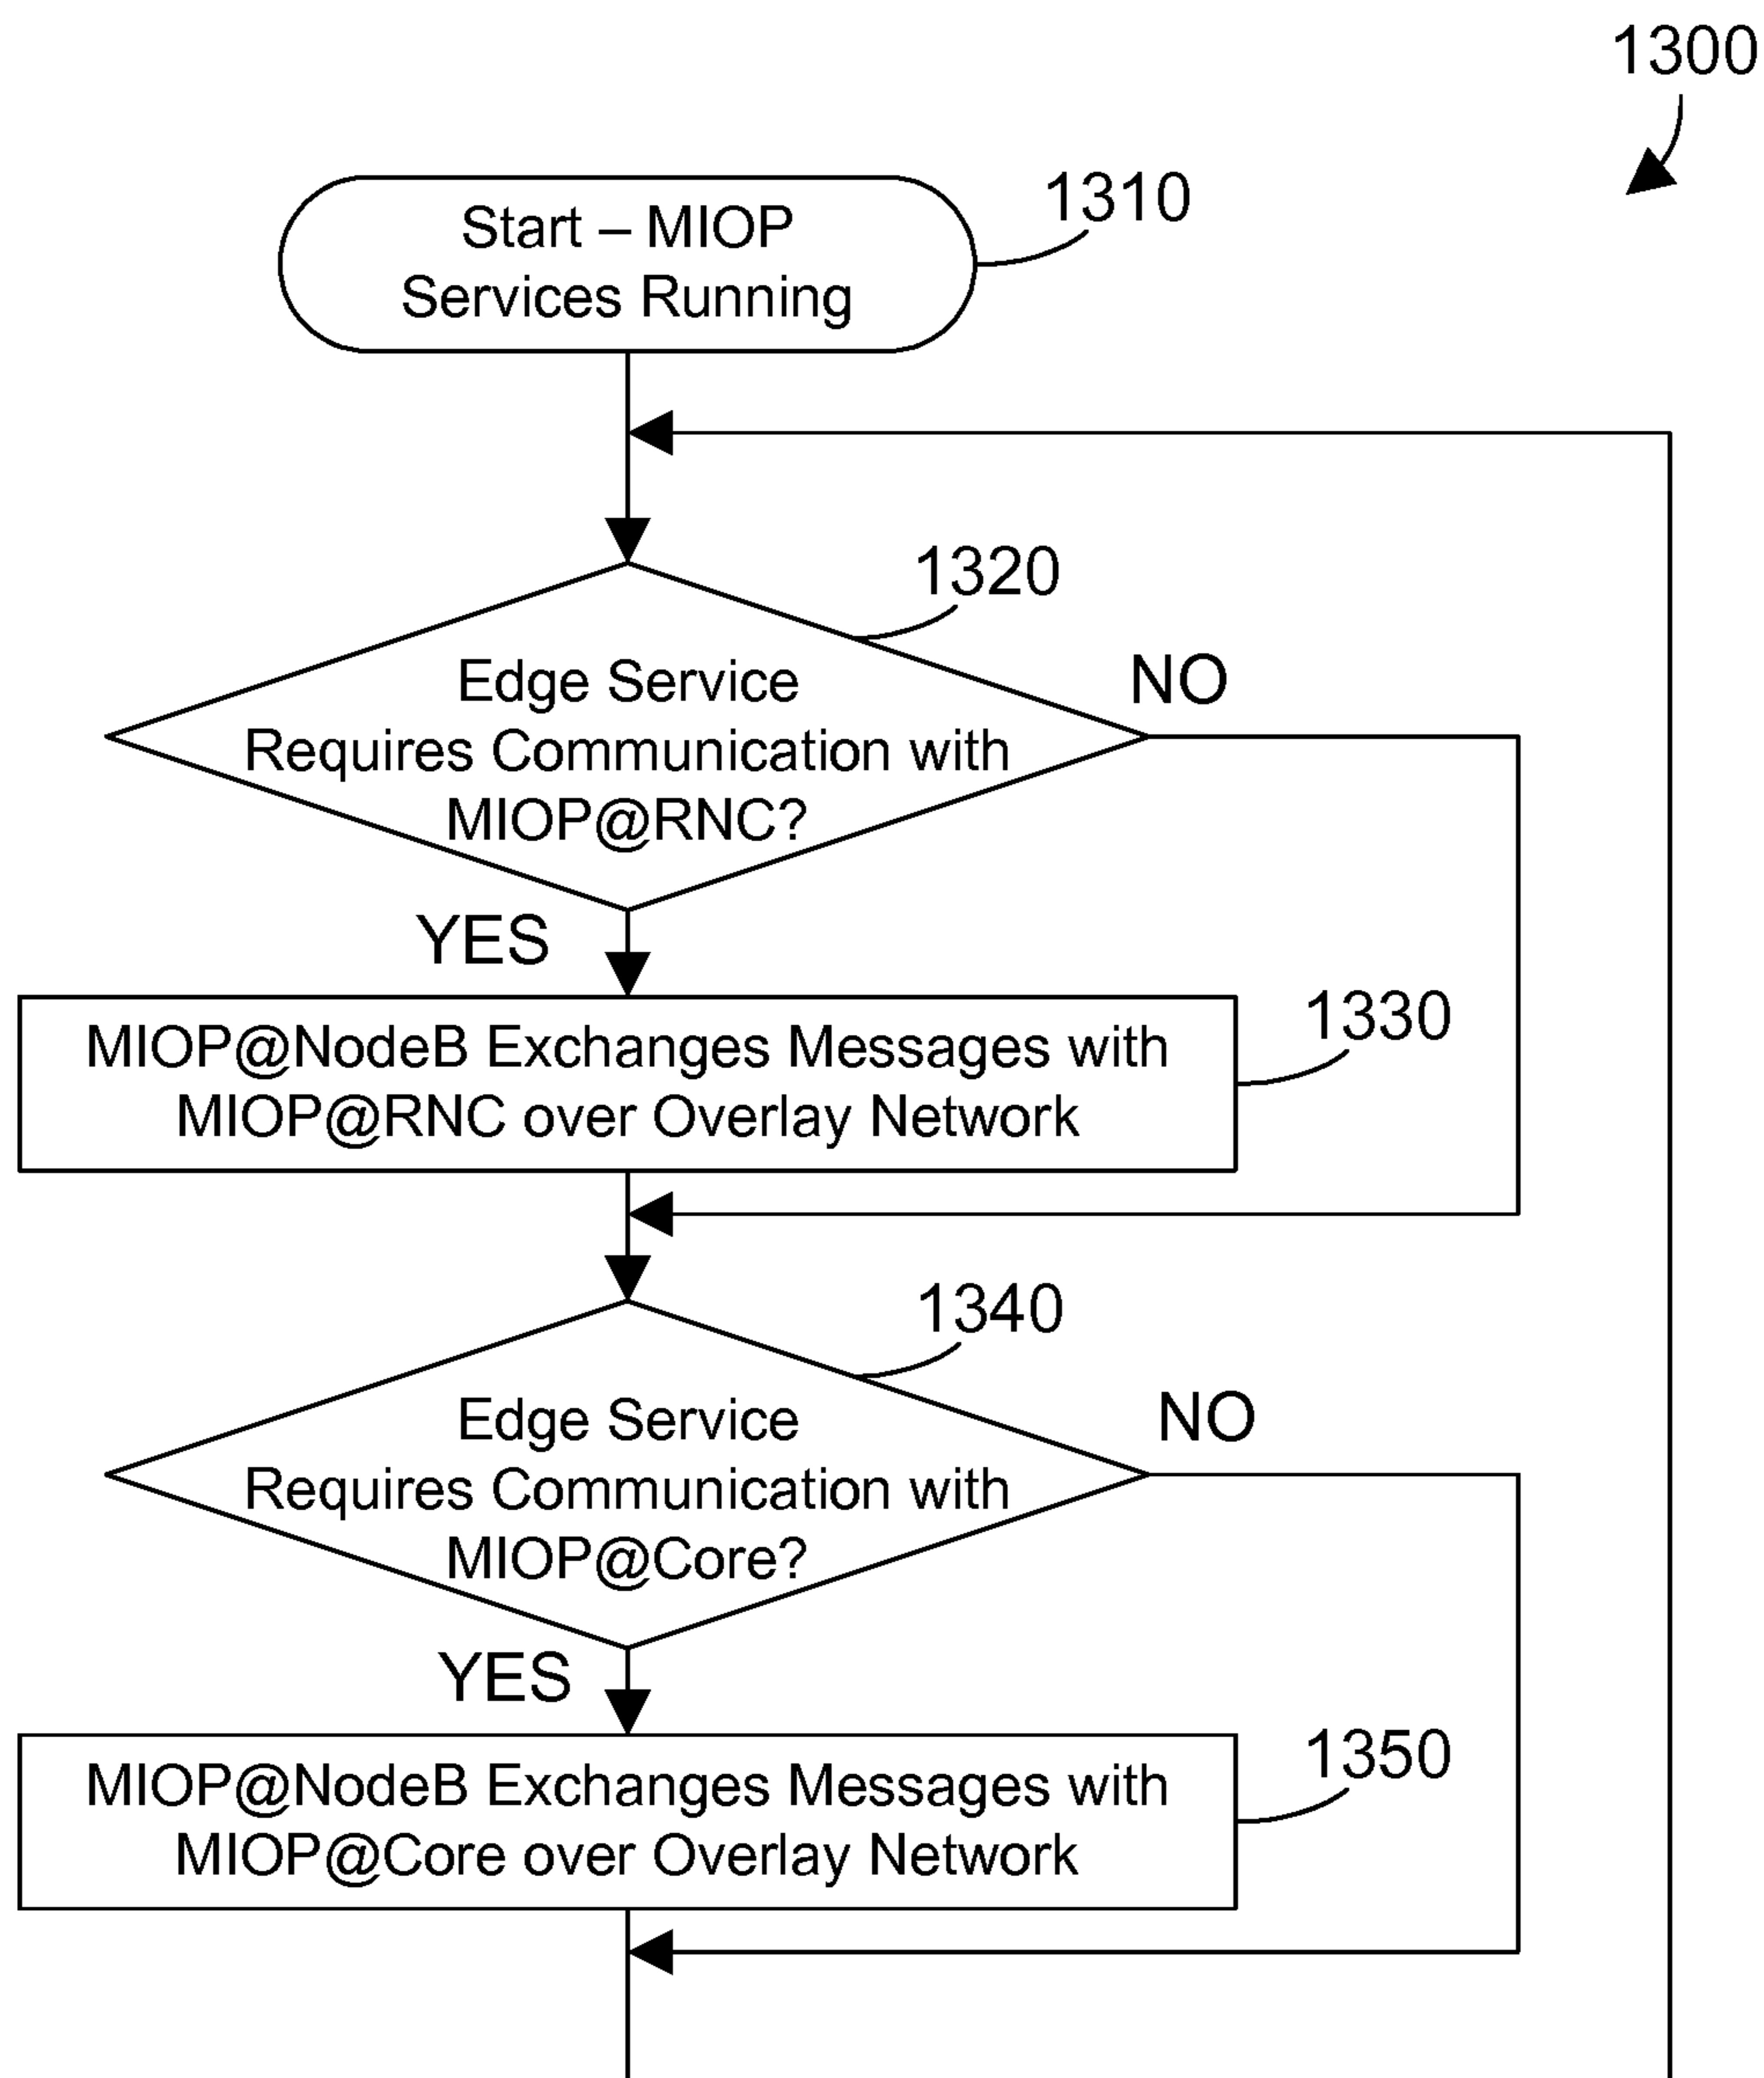 1300
1310
Start – MIOP
Services Running
1320
Edge Service
Requires Communication with
MIOP@RNC?
NO
YES
1330
MIOP@NodeB Exchanges Messages with
MIOP@RNC over Overlay Network
1340
Edge Service
Requires Communication with
MIOP@Core?
NO
YES
1350
MIOP@NodeB Exchanges Messages with
MIOP@Core over Overlay Network